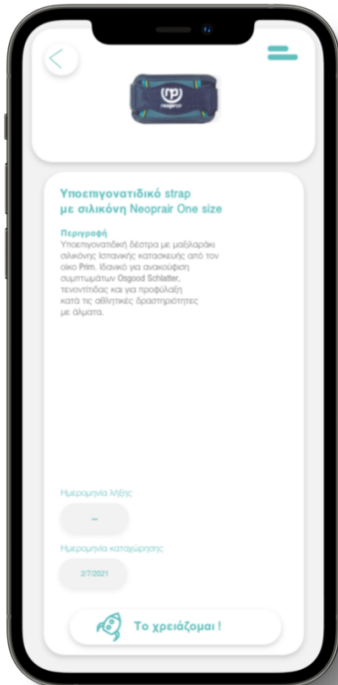 neoprair
Υποεπιγονατιδικό strap
με σιλικόνη Neoprair One size
Περιγραφή
Υποεπιγονατιδική δέστρα με μαξιλαράκι
σιλικόνης Ισπανικής κατασκευής από τον
οίκο Prim. Ιδανικό για ανακούφιση
συμπτωμάτων Osgood Schlatter,
τενοντίτιδας και για προφύλαξη
κατά τις αθλητικές δραστηριότητες
με άλματα.
Ημερομηνία λήξης
--
Ημερομηνία καταχώρησης
2/7/2021
Το χρειάζομαι !